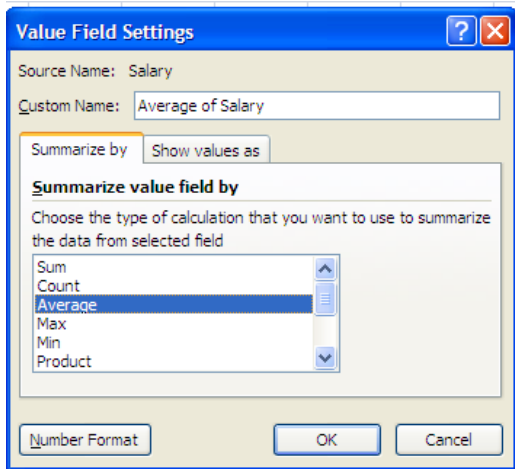 Value Field Settings
Source Name: Salary
Custom Name: Average of Salary
Summarize by Show values as
Summarize value field by
Choose the type of calculation that you want to use to summarize
the data from selected field
Sum
Count
Average
Max
Min
Product
Number Format OK Cancel